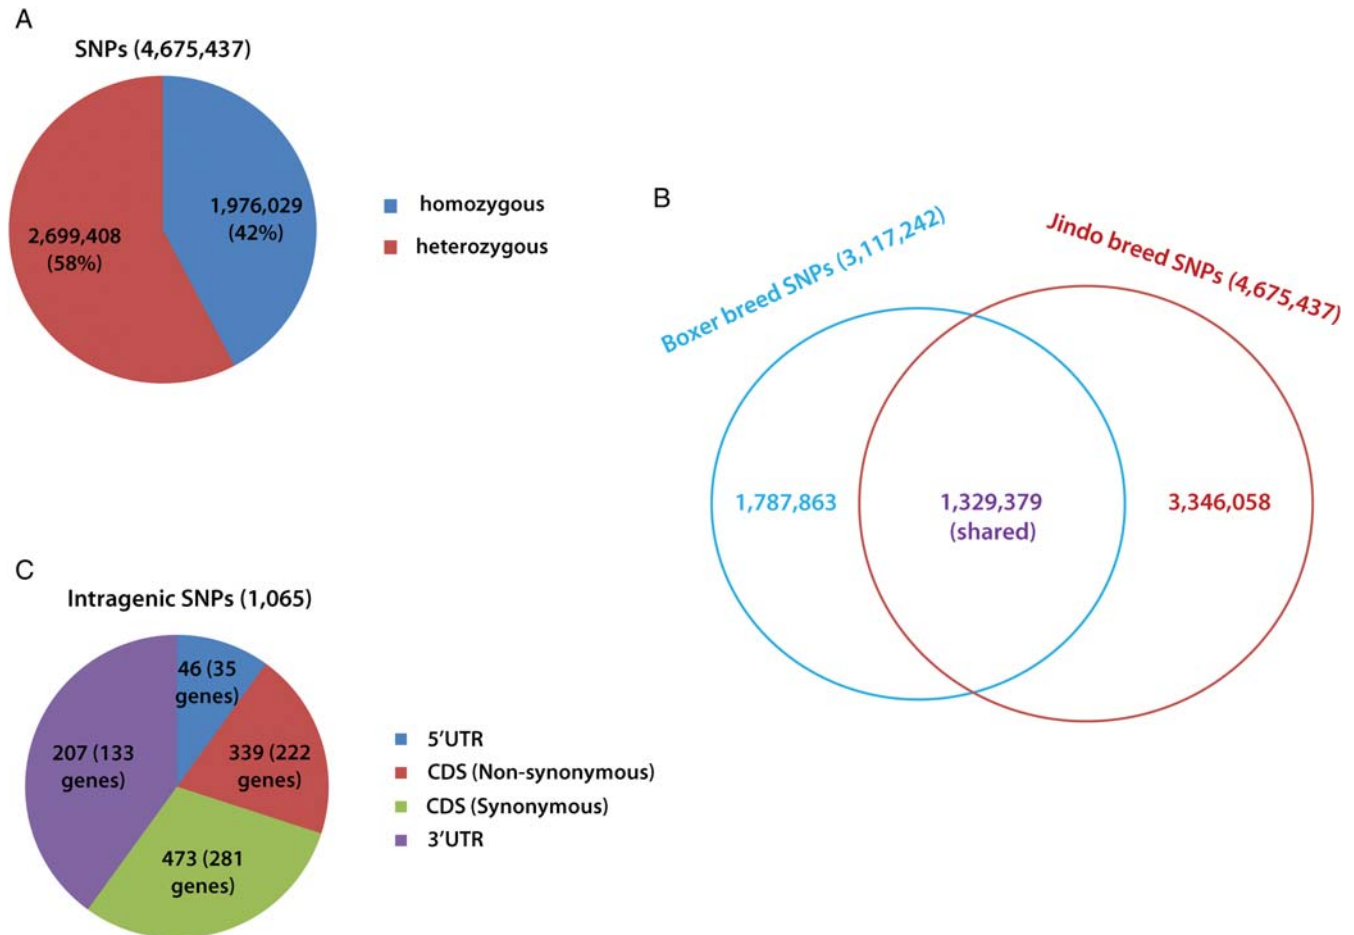 A
SNPs (4,675,437)
1,976,029
(42%)
2,699,408
(58%)
homozygous
heterozygous
B
Boxer breed SNPs (3,117,242)
Jindo breed SNPs (4,675,437)
1,787,863
1,329,379
(shared)
3,346,058
C
Intragenic SNPs (1,065)
46 (35
genes)
339 (222
genes)
207 (133
genes)
473 (281
genes)
5'UTR
CDS (Non-synonymous)
CDS (Synonymous)
3'UTR